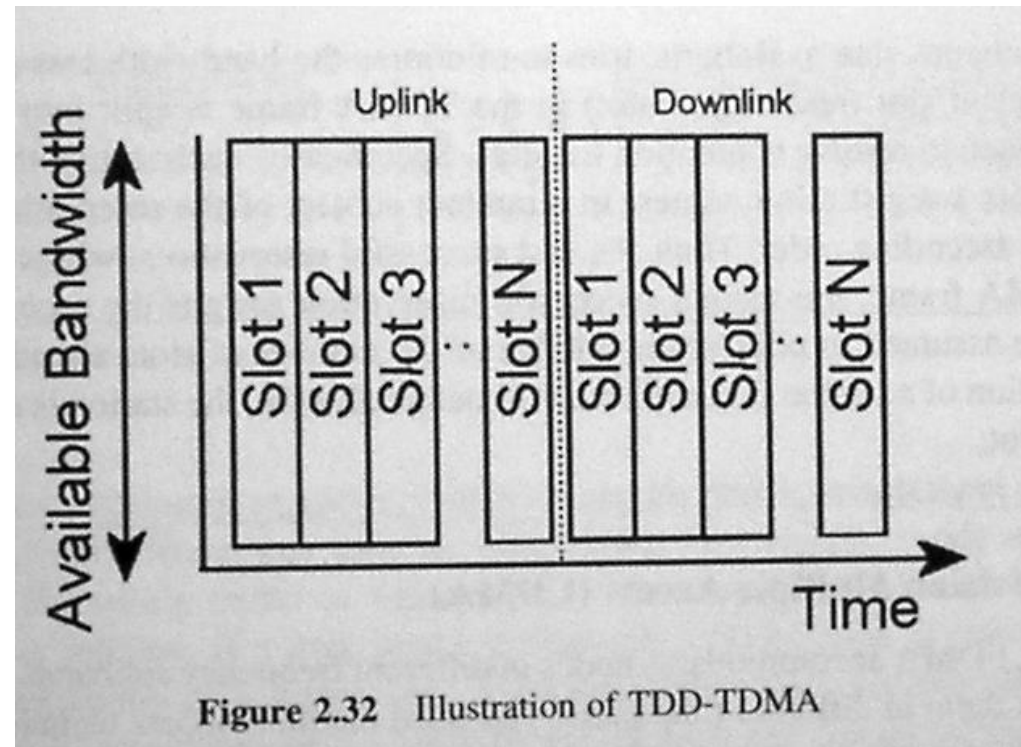 Uplink Downlink
Available Bandwidth
Slot 1
Slot 2
Slot 3
..
Slot N
Slot 1
Slot 2
Slot 3
..
Slot N
Time
Figure 2.32 Illustration of TDD-TDMA